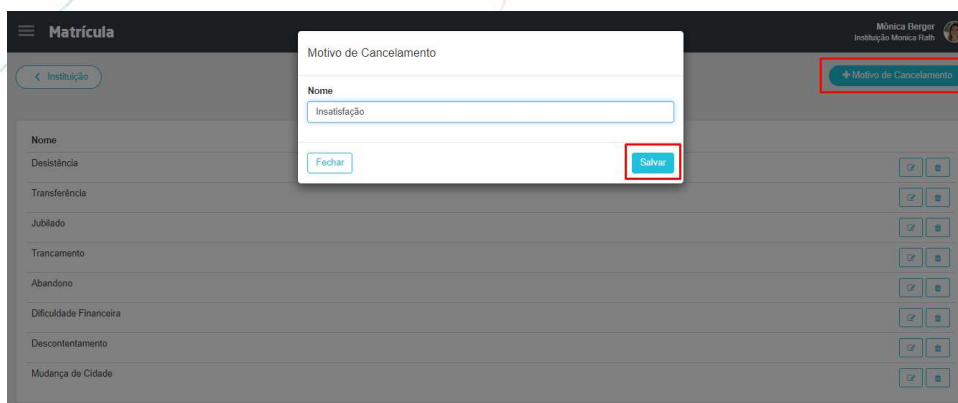 Matrícula
Mônica Berger
Instituição Monica Rath
Instituição
+ Motivo de Cancelamento
Motivo de Cancelamento
Nome
Insatisfação
Fechar
Salvar
Nome
Desistência
Transferência
Jubilado
Trancamento
Abandono
Dificuldade Financeira
Descontentamento
Mudança de Cidade